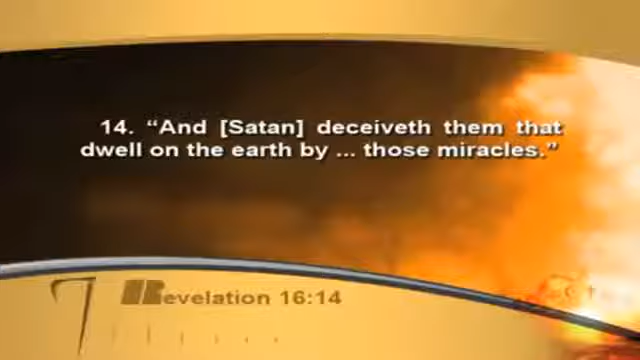 14. “And [Satan] deceiveth them that
dwell on the earth by ... those miracles.”
Revelation 16:14